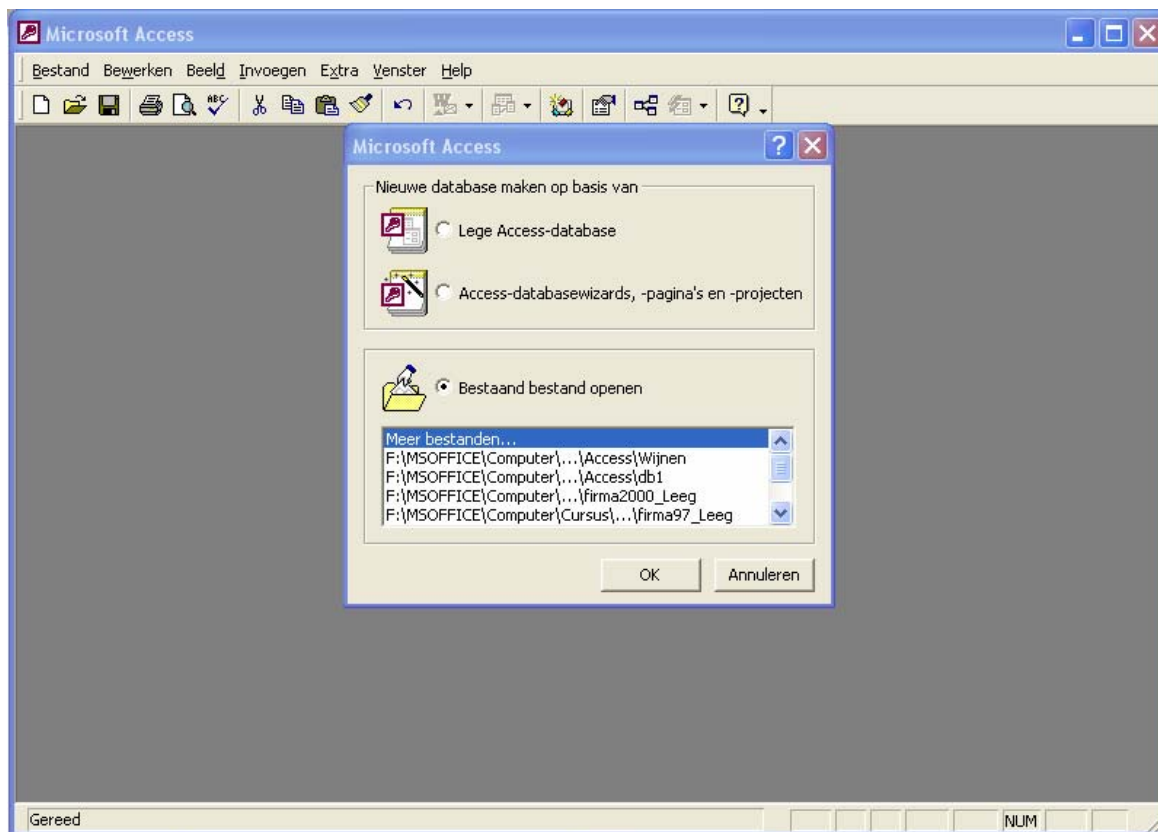 Microsoft Access
Bestand Bewerken Beeld Invoegen Extra Venster Help
ABC
Microsoft Access
Nieuwe database maken op basis van
Lege Access-database
Access-databasewizards, -pagina's en -projecten
Bestaand bestand openen
Meer bestanden...
F:\MSOFFICE\Computer\...\Access\Wijnen
F:\MSOFFICE\Computer\...\Access\db1
F:\MSOFFICE\Computer\...\firma2000_Leeg
F:\MSOFFICE\Computer\Cursus\...\firma97_Leeg
OK Annuleren
Gereed NUM